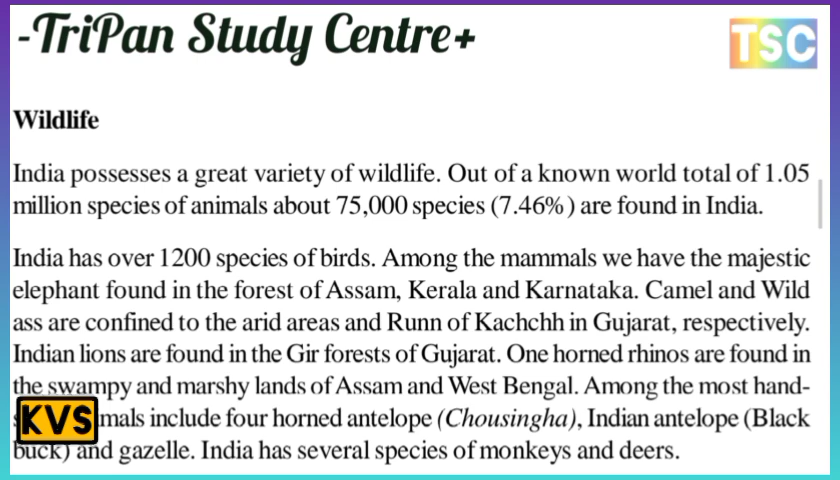 -TriPan Study Centre+
TSC
Wildlife
India possesses a great variety of wildlife. Out of a known world total of 1.05
million species of animals about 75,000 species (7.46%) are found in India.
India has over 1200 species of birds. Among the mammals we have the majestic
elephant found in the forest of Assam, Kerala and Karnataka. Camel and Wild
ass are confined to the arid areas and Runn of Kachchh in Gujarat, respectively.
Indian lions are found in the Gir forests of Gujarat. One horned rhinos are found in
the swampy and marshy lands of Assam and West Bengal. Among the most hand-
KVS mals include four horned antelope (Chousingha), Indian antelope (Black
buck) and gazelle. India has several species of monkeys and deers.